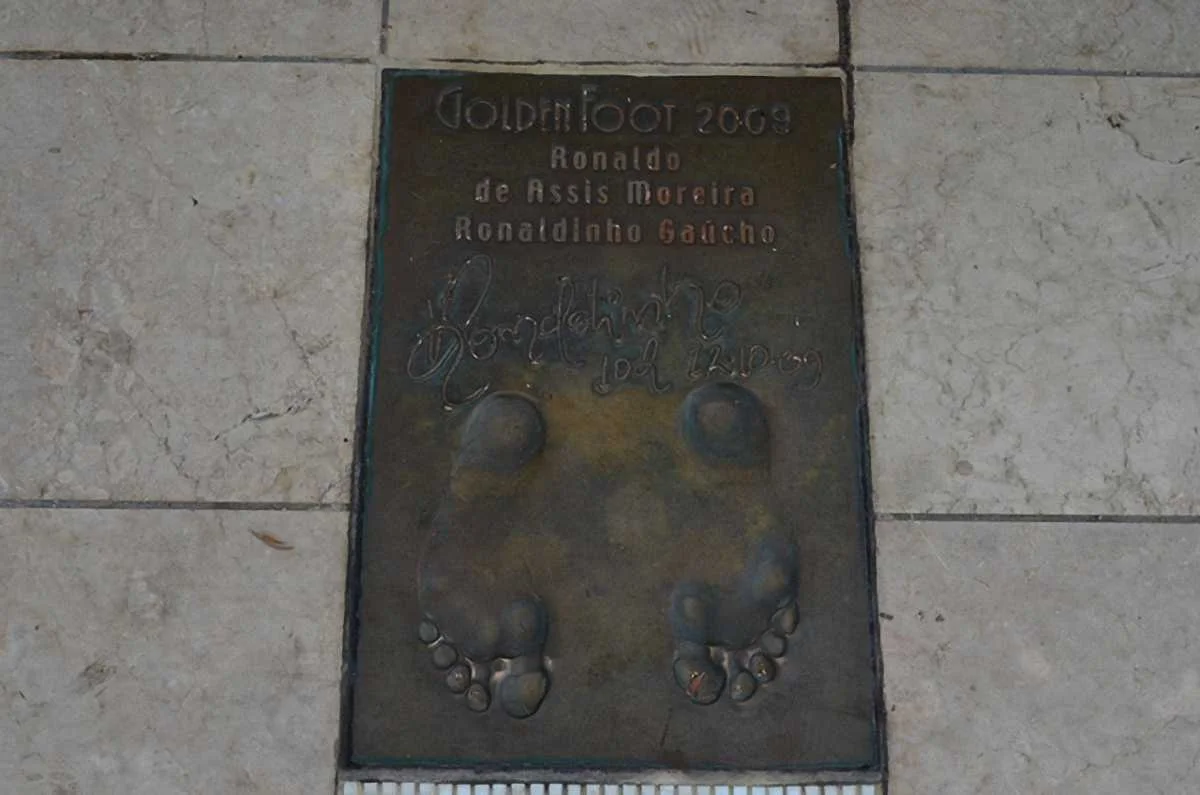 GOLDEN FOOT 2009
Ronaldo
de Assis Moreira
Ronaldinho Gaúcho
Ronaldinho
12.10.09